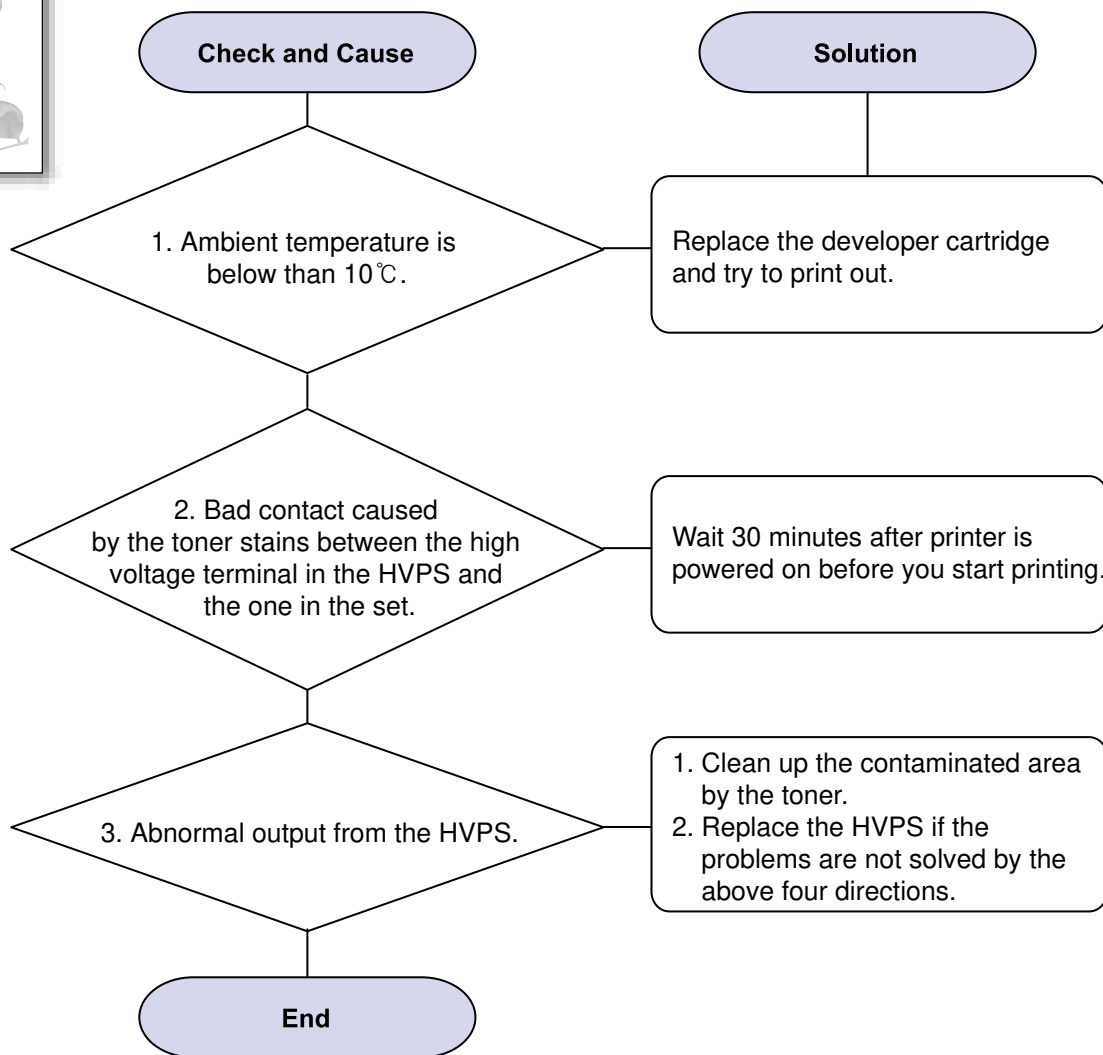 Check and Cause
Solution
1. Ambient temperature is
below than 10℃.
Replace the developer cartridge
and try to print out.
2. Bad contact caused
by the toner stains between the high
voltage terminal in the HVPS and
the one in the set.
Wait 30 minutes after printer is
powered on before you start printing.
3. Abnormal output from the HVPS.
1. Clean up the contaminated area
by the toner.
2. Replace the HVPS if the
problems are not solved by the
above four directions.
End